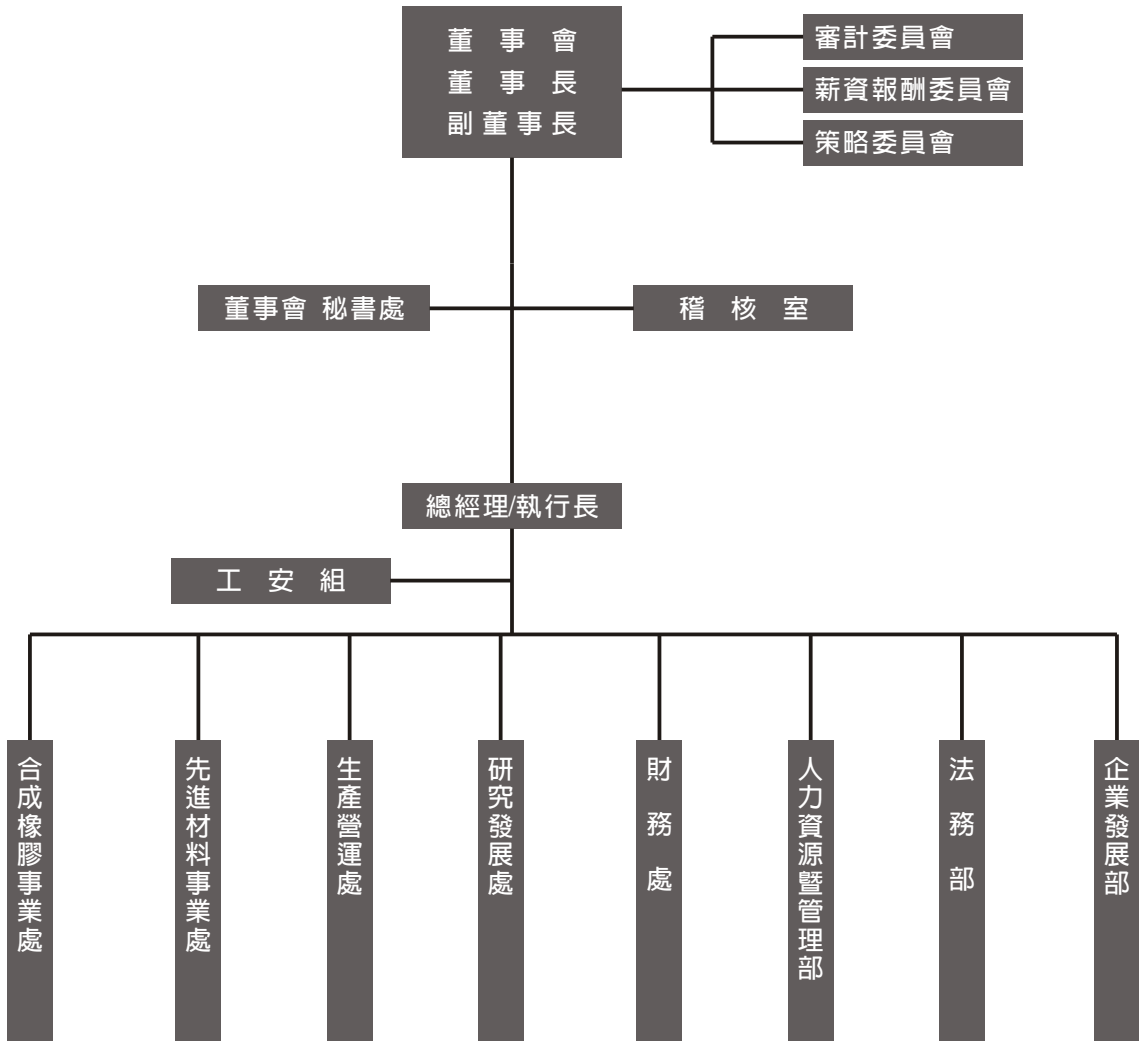 董事會
董事長
副董事長
審計委員會
薪資報酬委員會
策略委員會
董事會 秘書處
稽核室
總經理/執行長
工安組
合成橡膠事業處
先進材料事業處
生產營運處
研究發展處
財務處
人力資源暨管理部
法務部
企業發展部